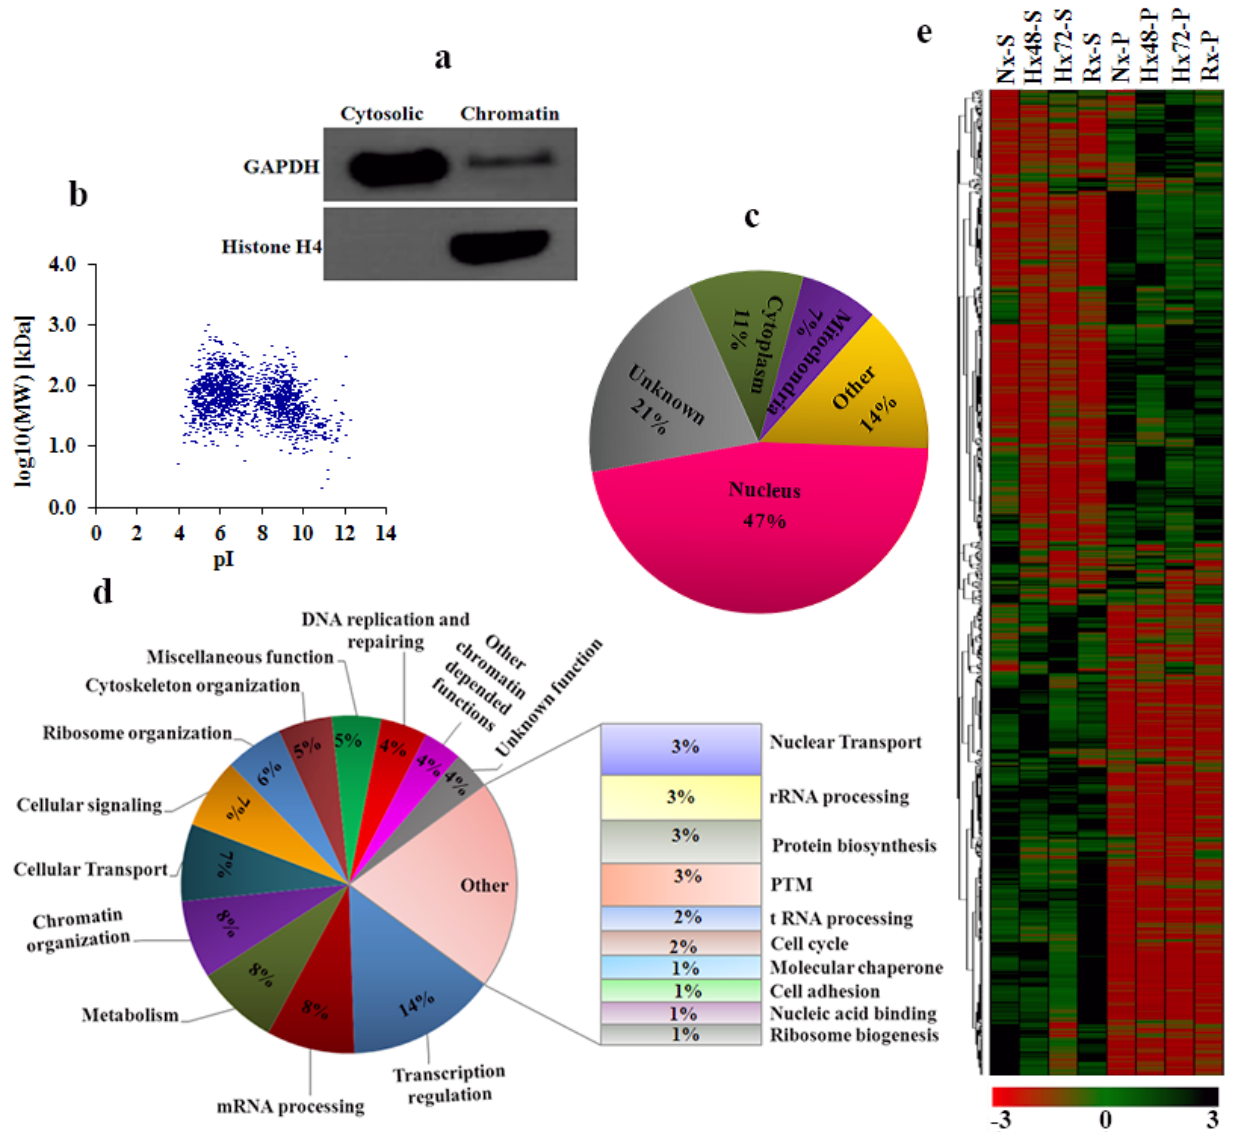 a
Cytosolic Chromatin
GAPDH
Histone H4
b
4.0
3.0
2.0
1.0
0.0
log10(MW) [kDa]
0 2 4 6 8 10 12 14
pI
c
Unknown
21%
Cytoplasm
11%
Mitochondria
7%
Other
14%
Nucleus
47%
d
DNA replication and
repairing
Other
chromatin
depended
functions
Unknown function
Miscellaneous function
Cytoskeleton organization
Ribosome organization
Cellular signaling
Cellular Transport
Chromatin
organization
Metabolism
mRNA processing
Transcription
regulation
Other
4%
4%
4%
5%
5%
6%
7%
7%
8%
8%
8%
14%
3% Nuclear Transport
3% rRNA processing
3% Protein biosynthesis
3% PTM
2% t RNA processing
2% Cell cycle
1% Molecular chaperone
1% Cell adhesion
1% Nucleic acid binding
1% Ribosome biogenesis
e
Nx-S
Hx48-S
Hx72-S
Rx-S
Nx-P
Hx48-P
Hx72-P
Rx-P
-3 0 3